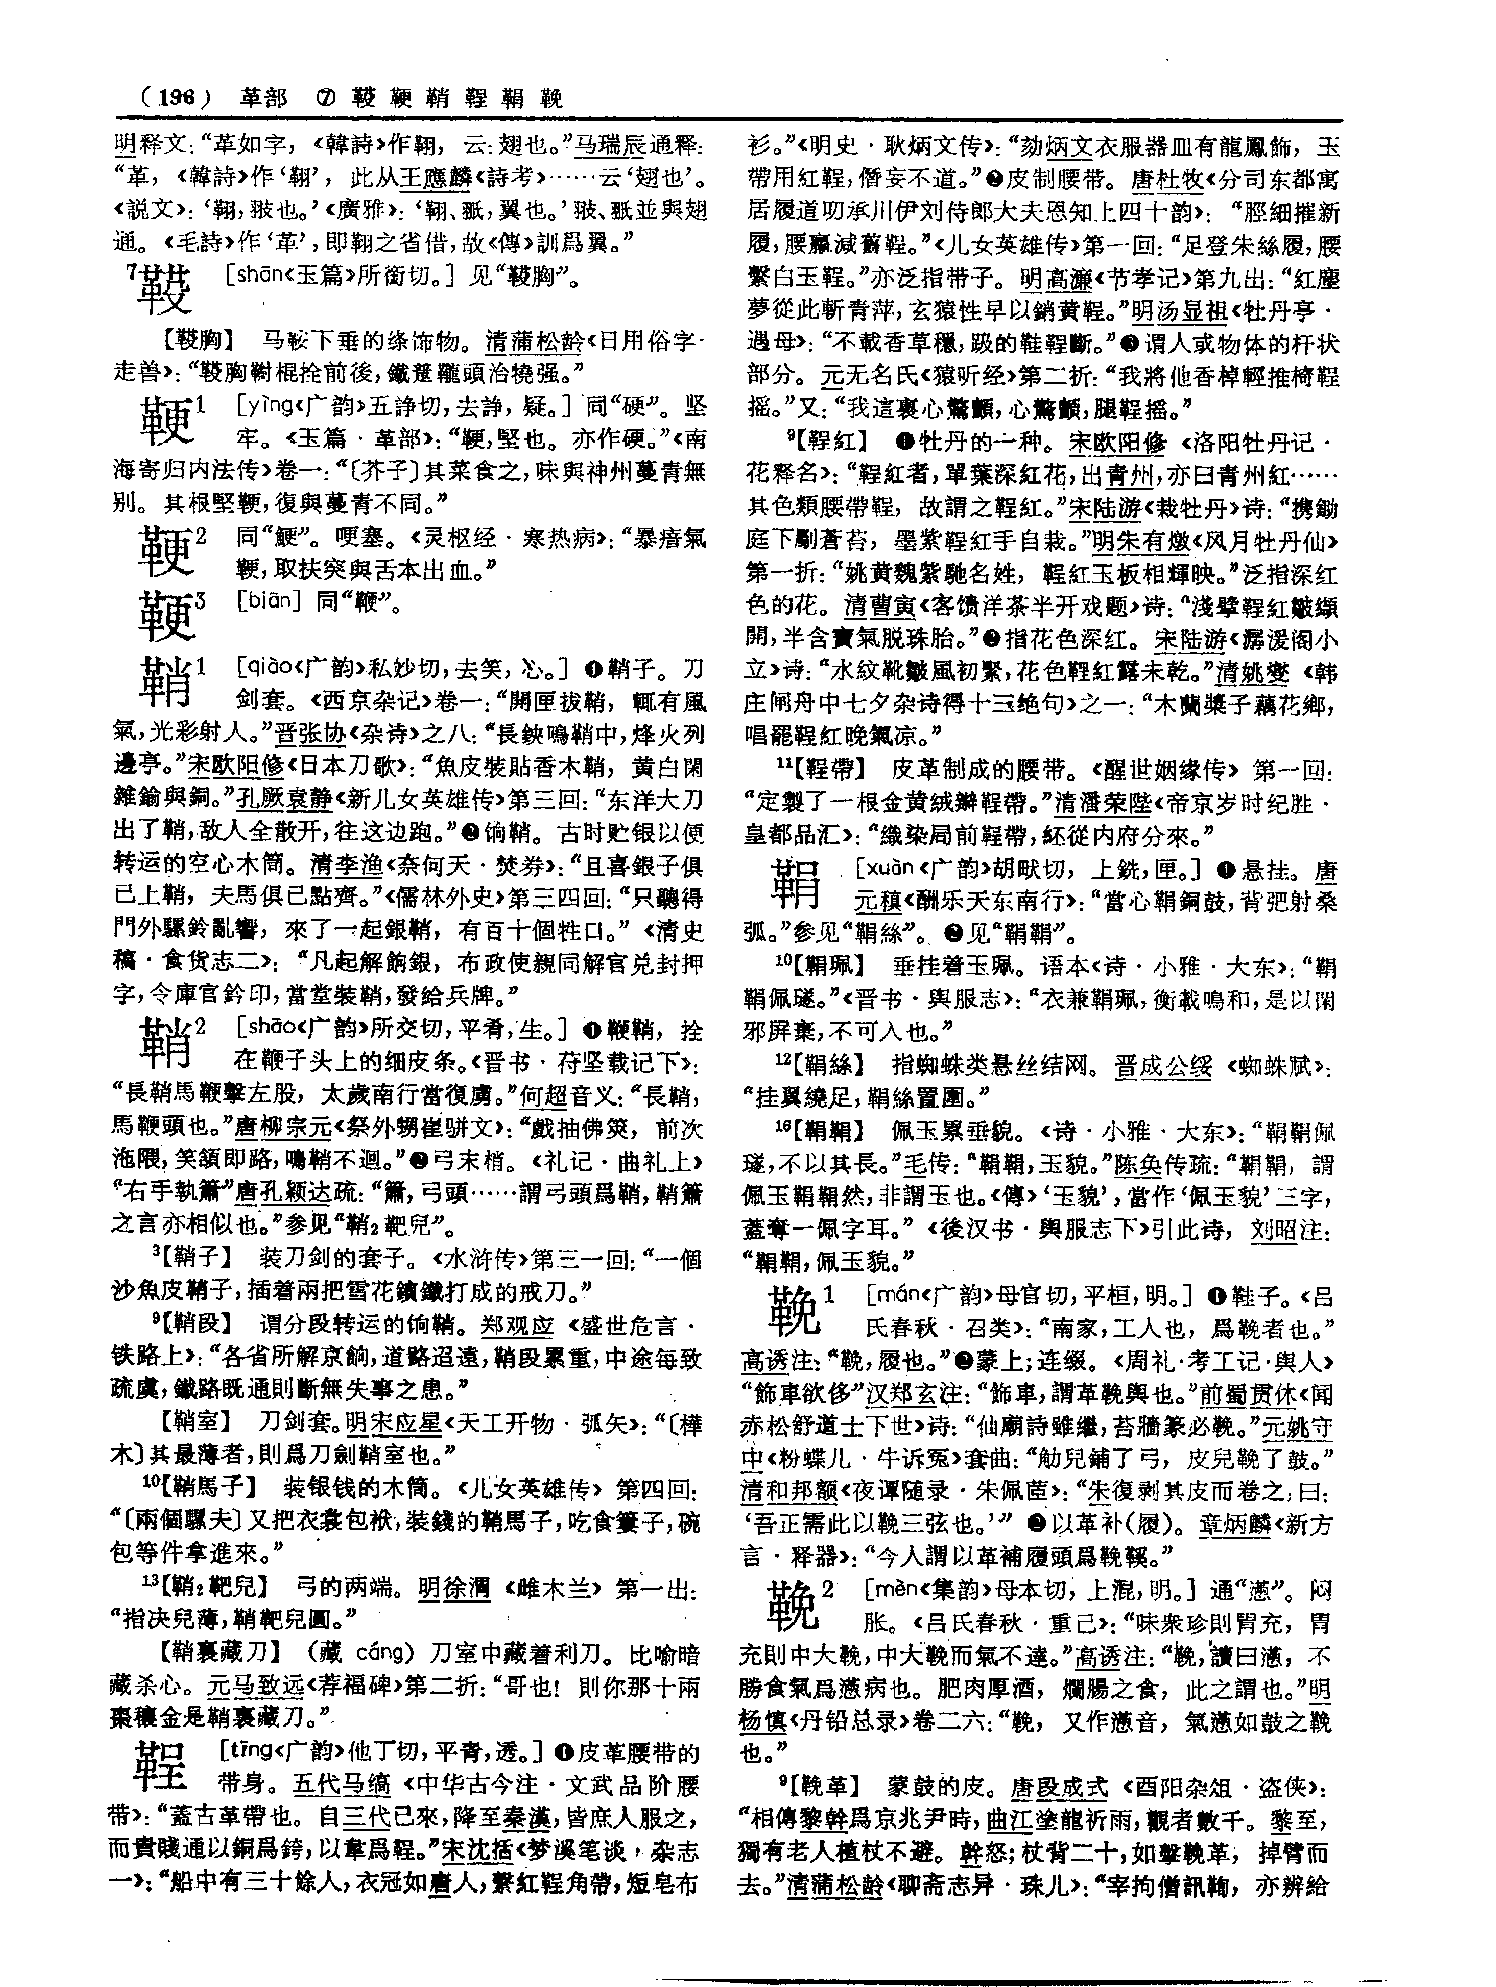 (196) 革部 ⑦ 䩥 鞕 鞘 鞓 鞙 鞔
明释文：“革如字，《韓詩》作䩹，云：翅也。”马瑞辰通释：
“革，《韓詩》作‘䩹’，此从王應麟《詩考》……云‘翅也’。
《説文》：‘䩹，翄也。’《廣雅》：‘䩹、翍，翼也。’翄、翍並與翅
通。《毛詩》作‘革’，即䩹之省借，故《傳》訓爲翼。”
⁷䩥 [shān《玉篇》所銜切。] 见“䩥胸”。
【䩥胸】 马鞍下垂的绦饰物。清蒲松龄《日用俗字·
走兽》：“䩥胸鞧棍拴前後，鐵䥯䪊頭治犟强。”
鞕1 [yìng《广韵》五諍切，去諍，疑。] 同“硬”。坚
牢。《玉篇·革部》：“鞕，堅也。亦作硬。”《南
海寄归内法传》卷一：“〔芥子〕其菜食之，味與神州蔓青無
别。其根堅鞕，復與蔓青不同。”
鞕2 同“鯁”。哽塞。《灵枢经·寒热病》：“暴瘖氣
鞕，取扶突與舌本出血。”
鞕3 [biān] 同“鞭”。
鞘1 [qiào《广韵》私妙切，去笑，心。] ❶鞘子。刀
剑套。《西京杂记》卷一：“開匣拔鞘，輒有風
氣，光彩射人。”晋张协《杂诗》之八：“長鋏鳴鞘中，烽火列
邊亭。”宋欧阳修《日本刀歌》：“魚皮裝貼香木鞘，黄白閑
雜鍮與銅。”孔厥袁静《新儿女英雄传》第三回：“东洋大刀
出了鞘，敌人全散开，往这边跑。”❷饷鞘。古时贮银以便
转运的空心木筒。清李渔《奈何天·焚券》：“且喜銀子俱
已上鞘，夫馬俱已點齊。”《儒林外史》第三四回：“只聽得
門外騾鈴亂響，來了一起銀鞘，有百十個牲口。”《清史
稿·食货志二》：“凡起解餉銀，布政使親同解官兑封押
字，令庫官鈐印，當堂裝鞘，發給兵牌。”
鞘2 [shāo《广韵》所交切，平肴，生。] ❶鞭鞘，拴
在鞭子头上的细皮条。《晋书·苻坚载记下》：
“長鞘馬鞭擊左股，太歲南行當復虜。”何超音义：“長鞘，
馬鞭頭也。”唐柳宗元《祭外甥崔骈文》：“戲抽佛筴，前次
沲隈，笑頷即路，鳴鞘不迴。”❷弓末梢。《礼记·曲礼上》
“右手執簫”唐孔颖达疏：“簫，弓頭……謂弓頭爲鞘，鞘簫
之言亦相似也。”参见“鞘₂靶兒”。
³【鞘子】 装刀剑的套子。《水浒传》第三一回：“一個
沙魚皮鞘子，插着兩把雪花鑌鐵打成的戒刀。”
⁹【鞘段】 谓分段转运的饷鞘。郑观应《盛世危言·
铁路上》：“各省所解京餉，道路迢遠，鞘段累重，中途每致
疏虞，鐵路既通則斷無失事之患。”
【鞘室】 刀剑套。明宋应星《天工开物·弧矢》：“〔樺
木〕其最薄者，則爲刀劍鞘室也。”
¹⁰【鞘馬子】 装银钱的木筒。《儿女英雄传》第四回：
“〔兩個騾夫〕又把衣裳包袱，裝錢的鞘馬子，吃食簍子，碗
包等件拿進來。”
¹³【鞘₂靶兒】 弓的两端。明徐渭《雌木兰》第一出：
“指决兒薄，鞘靶兒圓。”
【鞘裏藏刀】（藏 cáng）刀室中藏着利刀。比喻暗
藏杀心。元马致远《荐福碑》第二折：“哥也！則你那十兩
棗穰金是鞘裏藏刀。”
鞓 [tīng《广韵》他丁切，平青，透。] ❶皮革腰带的
带身。五代马缟《中华古今注·文武品阶腰
带》：“蓋古革帶也。自三代已來，降至秦漢，皆庶人服之，
而貴賤通以銅爲銙，以韋爲鞓。”宋沈括《梦溪笔谈·杂志
一》：“船中有三十餘人，衣冠如唐人，繫紅鞓角帶，短皂布
衫。”《明史·耿炳文传》：“劾炳文衣服器皿有龍鳳飾，玉
帶用紅鞓，僭妄不道。”❷皮制腰带。唐杜牧《分司东都寓
居履道叨承川伊刘侍郎大夫恩知上四十韵》：“脛細摧新
履，腰羸減舊鞓。”《儿女英雄传》第一回：“足登朱絲履，腰
繫白玉鞓。”亦泛指带子。明高濂《节孝记》第九出：“紅塵
夢從此斬青萍，玄猿性早以銷黄鞓。”明汤显祖《牡丹亭·
遇母》：“不載香車穩，趿的鞋鞓斷。”❸谓人或物体的杆状
部分。元无名氏《猿听经》第二折：“我將他香棹輕推椅鞓
摇。”又：“我這裏心驚顫，心驚顫，腿鞓摇。”
⁹【鞓紅】 ❶牡丹的一种。宋欧阳修《洛阳牡丹记·
花释名》：“鞓紅者，單葉深紅花，出青州，亦曰青州紅……
其色類腰帶鞓，故謂之鞓紅。”宋陆游《栽牡丹》诗：“携鋤
庭下劚蒼苔，墨紫鞓紅手自栽。”明朱有燉《风月牡丹仙》
第一折：“姚黄魏紫馳名姓，鞓紅玉板相輝映。”泛指深红
色的花。清曹寅《客馈洋茶半开戏题》诗：“淺擘鞓紅皺纈
開，半含寶氣脱珠胎。”❷指花色深红。宋陆游《潺湲阁小
立》诗：“水紋靴皺風初緊，花色鞓紅露未乾。”清姚燮《韩
庄闸舟中七夕杂诗得十三绝句》之一：“木蘭槳子藕花鄉，
唱罷鞓紅晚氣凉。”
¹¹【鞓帶】 皮革制成的腰带。《醒世姻缘传》第一回：
“定製了一根金黄絨辮鞓帶。”清潘荣陛《帝京岁时纪胜·
皇都品汇》：“織染局前鞓帶，經從内府分來。”
鞙 [xuàn《广韵》胡畎切，上銑，匣。] ❶悬挂。唐
元稹《酬乐天东南行》：“當心鞙銅鼓，背弝射桑
弧。”参见“鞙絲”。❷见“鞙鞙”。
¹⁰【鞙珮】 垂挂着玉珮。语本《诗·小雅·大东》：“鞙
鞙佩璲。”《晋书·舆服志》：“衣兼鞙珮，衡載鳴和，是以閑
邪屏棄，不可入也。”
¹²【鞙絲】 指蜘蛛类悬丝结网。晋成公绥《蜘蛛赋》：
“挂翼繞足，鞙絲置圍。”
¹⁶【鞙鞙】 佩玉累垂貌。《诗·小雅·大东》：“鞙鞙佩
璲，不以其長。”毛传：“鞙鞙，玉貌。”陈奂传疏：“鞙鞙，謂
佩玉鞙鞙然，非謂玉也。《傳》‘玉貌’，當作‘佩玉貌’三字，
蓋奪一佩字耳。”《後汉书·舆服志下》引此诗，刘昭注：
“鞙鞙，佩玉貌。”
鞔1 [mán《广韵》母官切，平桓，明。] ❶鞋子。《吕
氏春秋·召类》：“南家，工人也，爲鞔者也。”
高诱注：“鞔，履也。”❷蒙上；连缀。《周礼·考工记·舆人》
“飾車欲侈”汉郑玄注：“飾車，謂革鞔輿也。”前蜀贯休《闻
赤松舒道士下世》诗：“仙廟詩雖繼，苔牆篆必鞔。”元姚守
中《粉蝶儿·牛诉冤》套曲：“觔兒鋪了弓，皮兒鞔了鼓。”
清和邦额《夜谭随录·朱佩茝》：“朱復剥其皮而卷之，曰：
‘吾正需此以鞔三弦也。’” ❸以革补(履)。章炳麟《新方
言·释器》：“今人謂以革補履頭爲鞔鞵。”
鞔2 [mèn《集韵》母本切，上混，明。] 通“懣”。闷
胀。《吕氏春秋·重己》：“味衆珍則胃充，胃
充則中大鞔，中大鞔而氣不達。”高诱注：“鞔，讀曰懣，不
勝食氣爲懣病也。肥肉厚酒，爛腸之食，此之謂也。”明
杨慎《丹铅总录》卷二六：“鞔，又作懣音，氣懣如鼓之鞔
也。”
⁹【鞔革】 蒙鼓的皮。唐段成式《酉阳杂俎·盗侠》：
“相傳黎幹爲京兆尹時，曲江塗龍祈雨，觀者數千。黎至，
獨有老人植杖不避。幹怒；杖背二十，如擊鞔革，掉臂而
去。”清蒲松龄《聊斋志异·珠儿》：“宰拘僧訊鞫，亦辨給